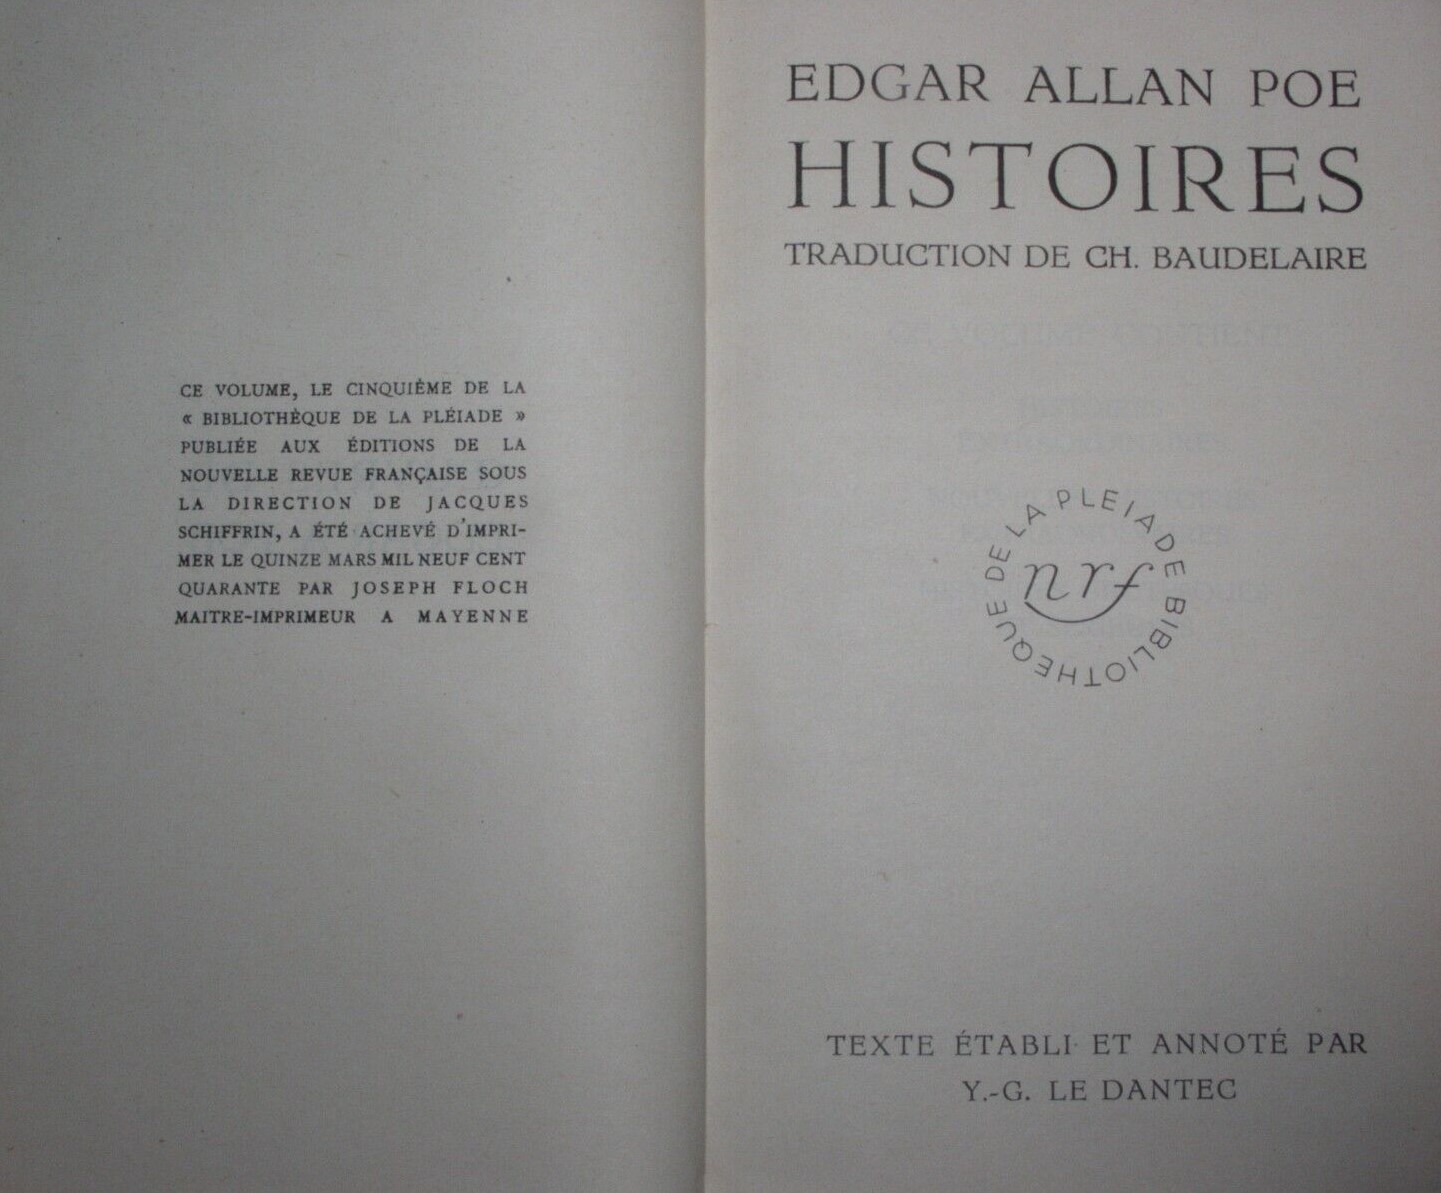 CE VOLUME, LE CINQUIÈME DE LA
« BIBLIOTHÈQUE DE LA PLÉIADE »
PUBLIÉE AUX ÉDITIONS DE LA
NOUVELLE REVUE FRANÇAISE SOUS
LA DIRECTION DE JACQUES
SCHIFFRIN, A ÉTÉ ACHEVÉ D'IMPRI-
MER LE QUINZE MARS MIL NEUF CENT
QUARANTE PAR JOSEPH FLOCH
MAITRE-IMPRIMEUR A MAYENNE
EDGAR ALLAN POE
HISTOIRES
TRADUCTION DE CH. BAUDELAIRE
BIBLIOTHEQUE DE LA PLEIADE
nrf
TEXTE ÉTABLI ET ANNOTÉ PAR
Y.-G. LE DANTEC